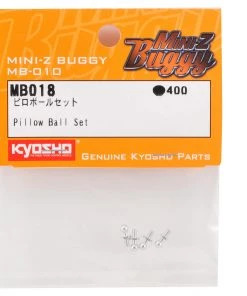 MINI-Z BUGGY
MB-010
MINI-Z
Buggy
MB018
●400
ピロボールセット
Pillow Ball Set
KYOSHO
GENUINE KYOSHO PARTS